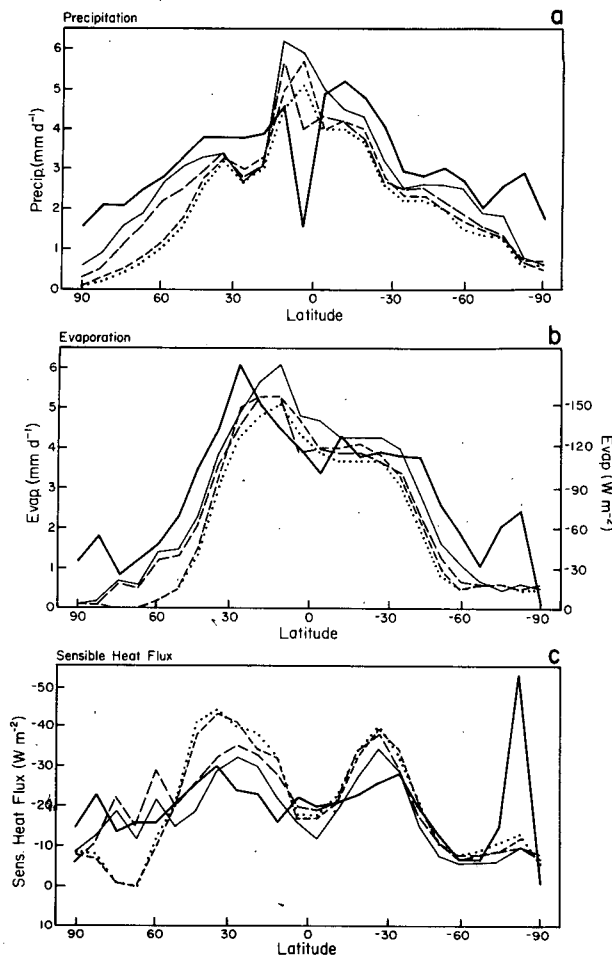 Precipitation
a
Precip.(mm d⁻¹)
6
5
4
3
2
1
0
90 60 30 0 -30 -60 -90
Latitude
Evaporation
b
Evap.(mm d⁻¹)
6
5
4
3
2
1
0
-150
-120
-90
-60
-30
0
Evap (W m⁻²)
90 60 30 0 -30 -60 -90
Latitude
Sensible Heat Flux
c
Sens. Heat Flux (W m⁻²)
-50
-40
-30
-20
-10
0
10
90 60 30 0 -30 -60 -90
Latitude